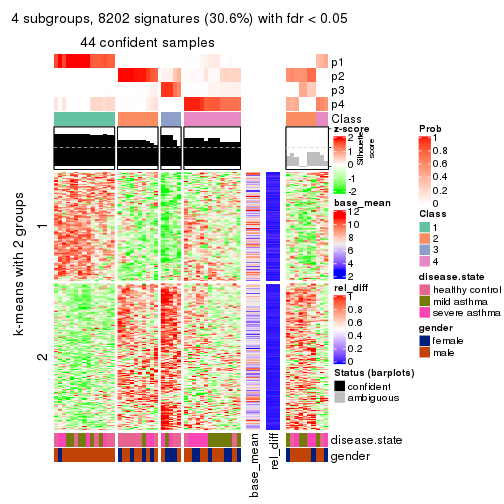 4 subgroups, 8202 signatures (30.6%) with fdr < 0.05
44 confident samples
p1
p2
p3
p4
Class
Silhouette
score
k-means with 2 groups
1
2
base_mean
rel_diff
disease.state
gender
z-score
2
1
0
-1
-2
base_mean
12
10
8
6
4
2
rel_diff
1
0.8
0.6
0.4
0.2
0
Status (barplots)
confident
ambiguous
Prob
1
0.8
0.6
0.4
0.2
0
Class
1
2
3
4
disease.state
healthy control
mild asthma
severe asthma
gender
female
male